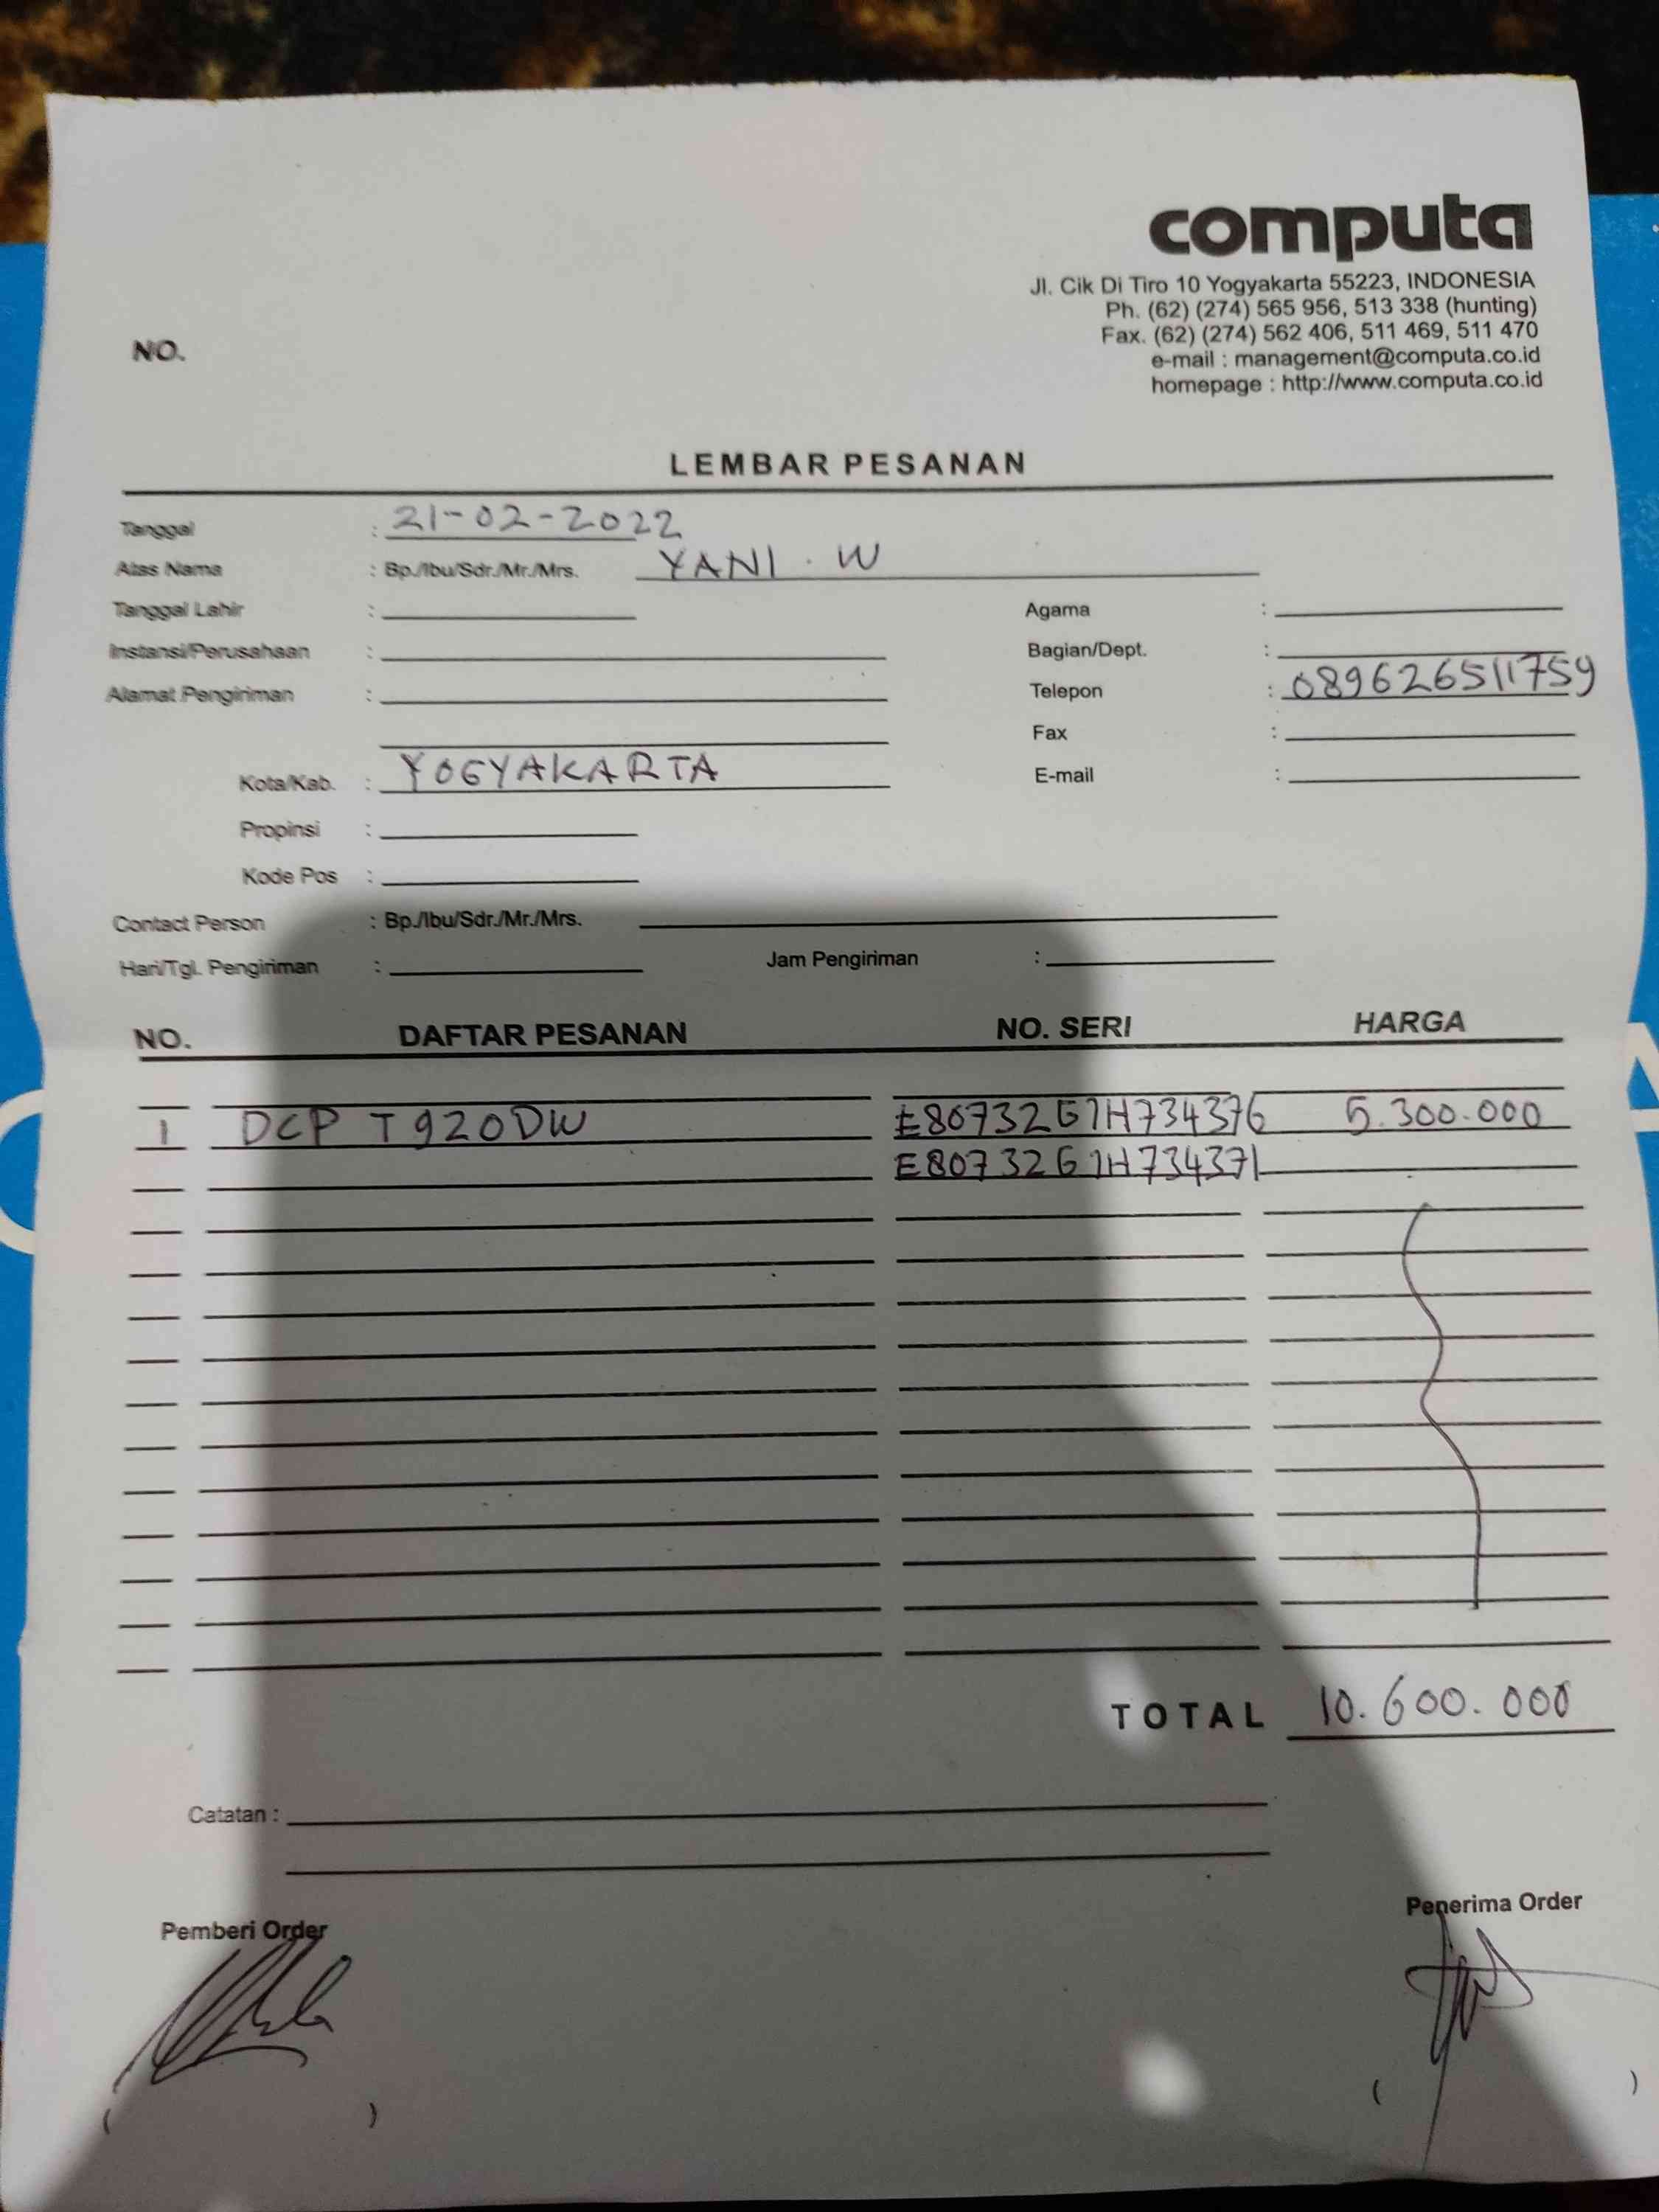 computa
Jl. Cik Di Tiro 10 Yogyakarta 55223, INDONESIA
Ph. (62) (274) 565 956, 513 338 (hunting)
Fax. (62) (274) 562 406, 511 469, 511 470
e-mail : management@computa.co.id
homepage : http://www.computa.co.id
NO.
LEMBAR PESANAN
Tanggal : 21-02-2022
Atas Nama : Bp./Ibu/Sdr./Mr./Mrs. YANI . W
Tanggal Lahir : Agama :
Instansi/Perusahaan : Bagian/Dept. :
Alamat Pengiriman : Telepon : 089626511759
Fax :
Kota/Kab. : YOGYAKARTA E-mail :
Propinsi :
Kode Pos :
Contact Person : Bp./Ibu/Sdr./Mr./Mrs.
Hari/Tgl. Pengiriman : Jam Pengiriman :
NO. DAFTAR PESANAN NO. SERI HARGA
1 DCP T920DW E80732G1H734376 5.300.000
E80732G1H734371
TOTAL 10.600.000
Catatan :
Pemberi Order Penerima Order
( ) ( )